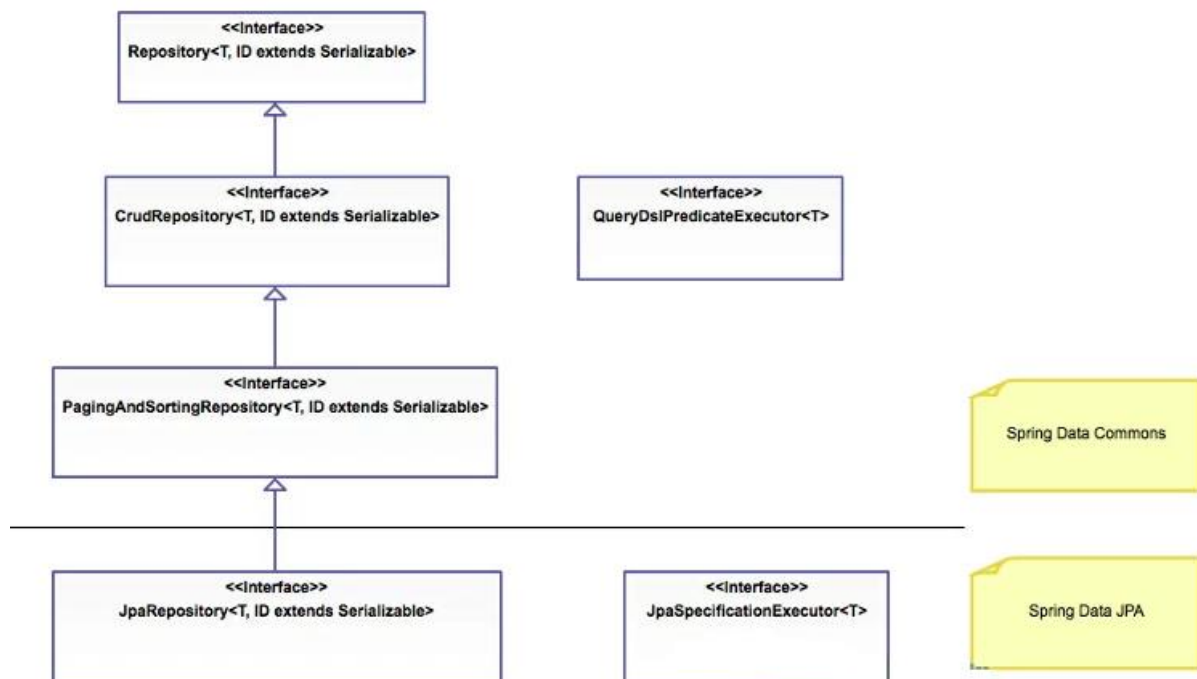 <<Interface>>
Repository<T, ID extends Serializable>
<<Interface>>
CrudRepository<T, ID extends Serializable>
<<Interface>>
QueryDslPredicateExecutor<T>
<<Interface>>
PagingAndSortingRepository<T, ID extends Serializable>
Spring Data Commons
<<Interface>>
JpaRepository<T, ID extends Serializable>
<<Interface>>
JpaSpecificationExecutor<T>
Spring Data JPA